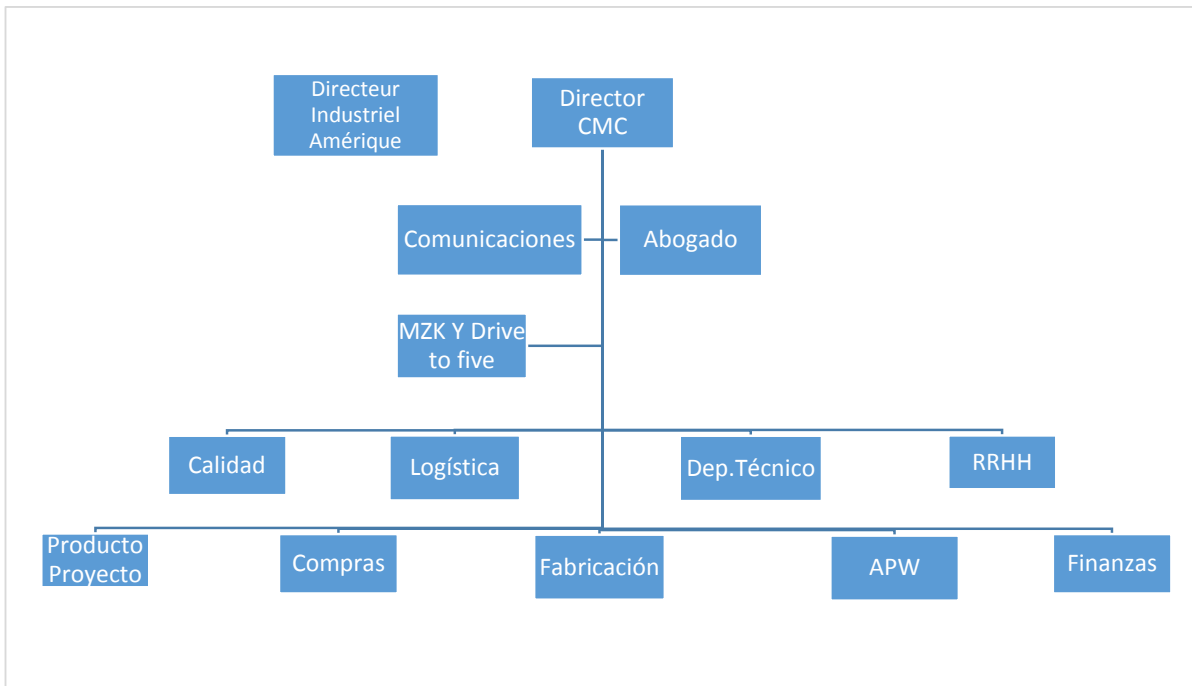 Directeur
Industriel
Amérique
Director
CMC
Comunicaciones
Abogado
MZK Y Drive
to five
Calidad
Logística
Dep.Técnico
RRHH
Producto
Proyecto
Compras
Fabricación
APW
Finanzas